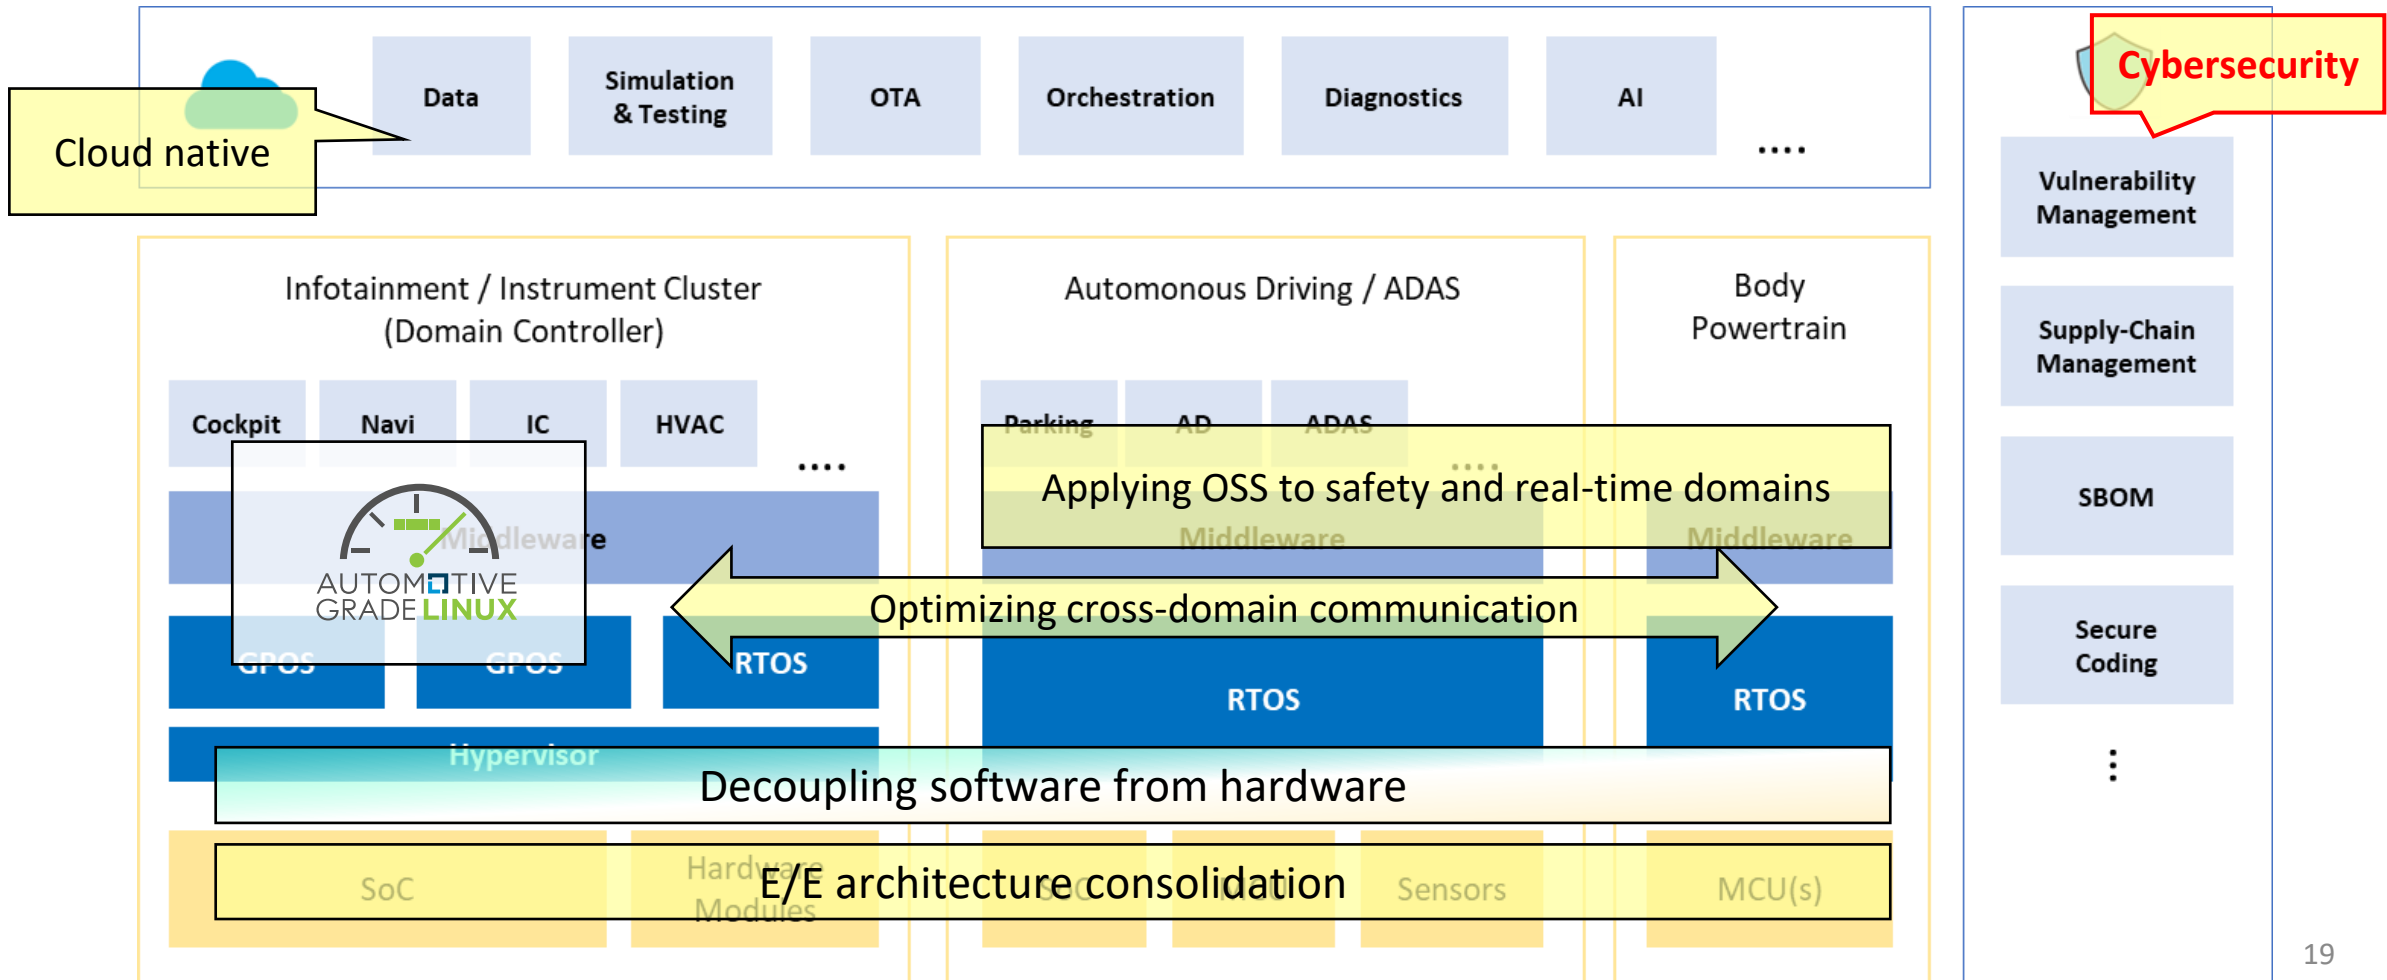 Cloud native
Data
Simulation
& Testing
OTA
Orchestration
Diagnostics
AI
....
Cybersecurity
Vulnerability
Management
Supply-Chain
Management
SBOM
Secure
Coding
⋮
Infotainment / Instrument Cluster
(Domain Controller)
Cockpit
Navi
IC
HVAC
....
Middleware
AUTOMOTIVE
GRADE LINUX
GPOS
GPOS
RTOS
Hypervisor
SoC
Hardware
Modules
Automonous Driving / ADAS
Parking
AD
ADAS
....
Applying OSS to safety and real-time domains
Middleware
Optimizing cross-domain communication
RTOS
Decoupling software from hardware
E/E architecture consolidation
SoC
MCU
Sensors
Body
Powertrain
Middleware
RTOS
MCU(s)
19